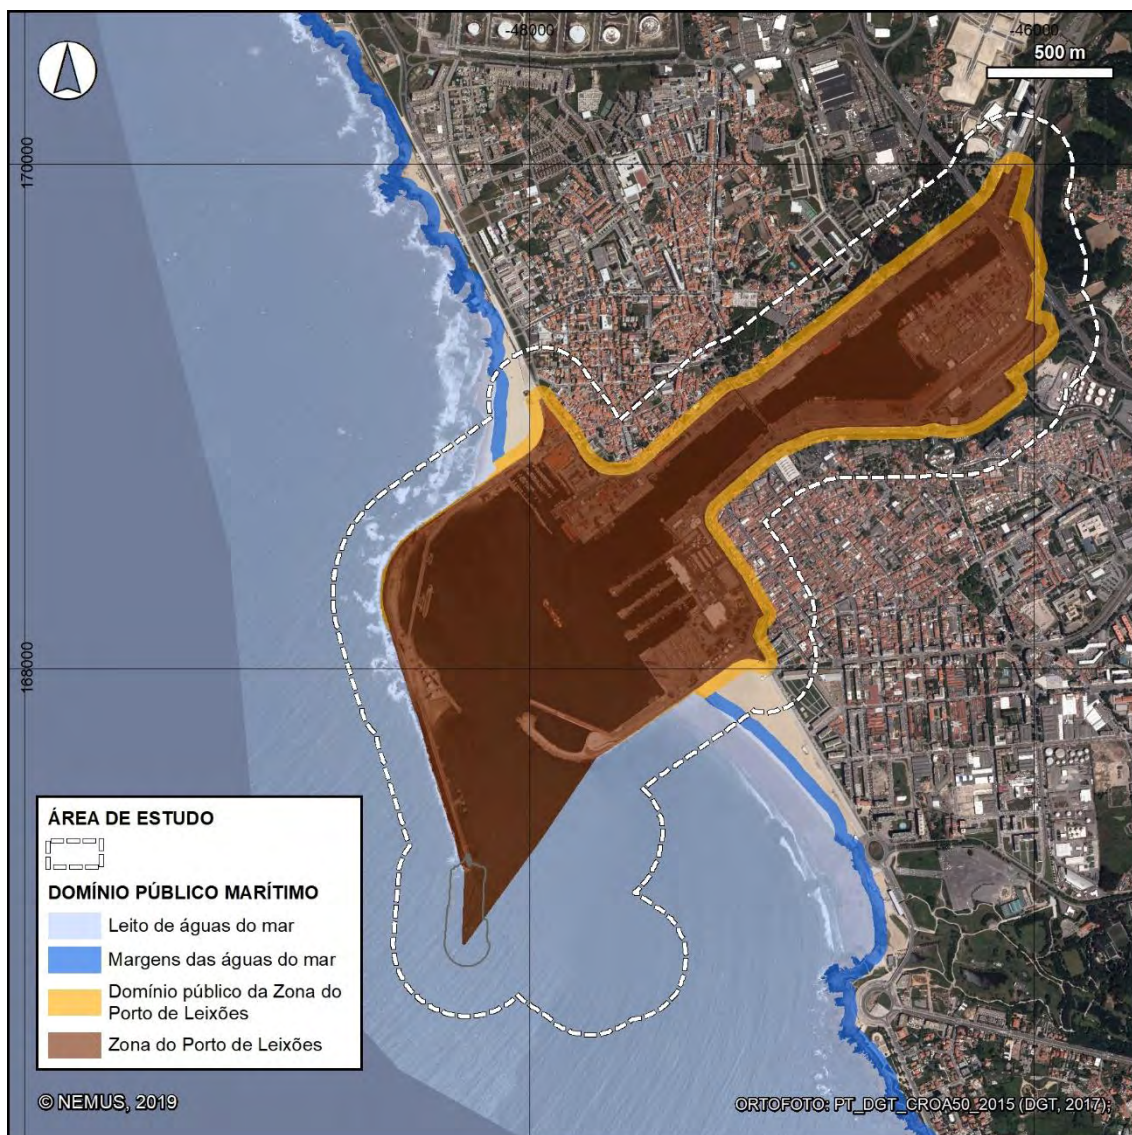 -48000
-46000
500 m
170000
168000
ÁREA DE ESTUDO
DOMÍNIO PÚBLICO MARÍTIMO
Leito de águas do mar
Margens das águas do mar
Domínio público da Zona do
Porto de Leixões
Zona do Porto de Leixões
© NEMUS, 2019
ORTOFOTO: PT_DGT_CROA50_2015 (DGT, 2017);